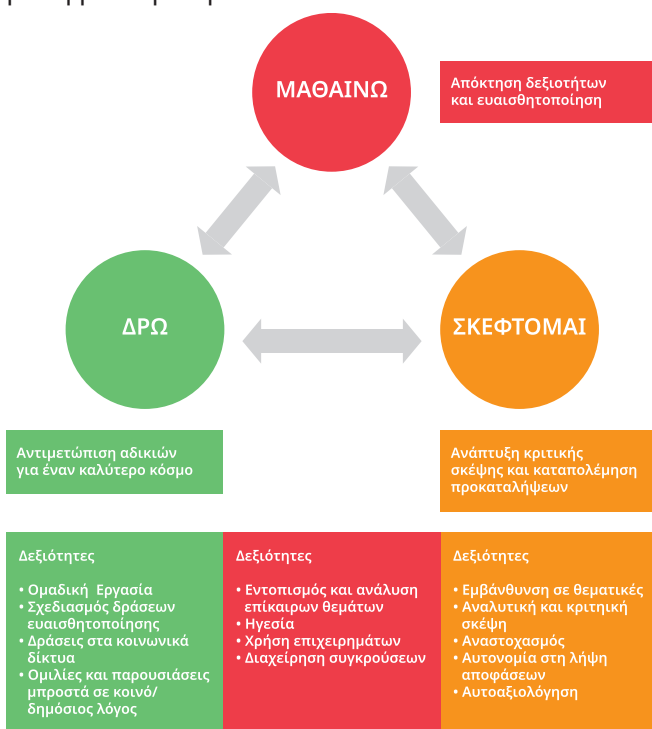 ΜΑΘΑΙΝΩ
Απόκτηση δεξιοτήτων
και ευαισθητοποίηση
ΔΡΩ
ΣΚΕΦΤΟΜΑΙ
Αντιμετώπιση αδικιών
για έναν καλύτερο κόσμο
Ανάπτυξη κριτικής
σκέψης και καταπολέμηση
προκαταλήψεων
Δεξιότητες
• Ομαδική Εργασία
• Σχεδιασμός δράσεων
ευαισθητοποίησης
• Δράσεις στα κοινωνικά
δίκτυα
• Ομιλίες και παρουσιάσεις
μπροστά σε κοινό/
δημόσιος λόγος
Δεξιότητες
• Εντοπισμός και ανάλυση
επίκαιρων θεμάτων
• Ηγεσία
• Χρήση επιχειρημάτων
• Διαχείρηση συγκρούσεων
Δεξιότητες
• Εμβάνθυνση σε θεματικές
• Αναλυτική και κριτηική
σκέψη
• Αναστοχασμός
• Αυτονομία στη λήψη
αποφάσεων
• Αυτοαξιολόγηση